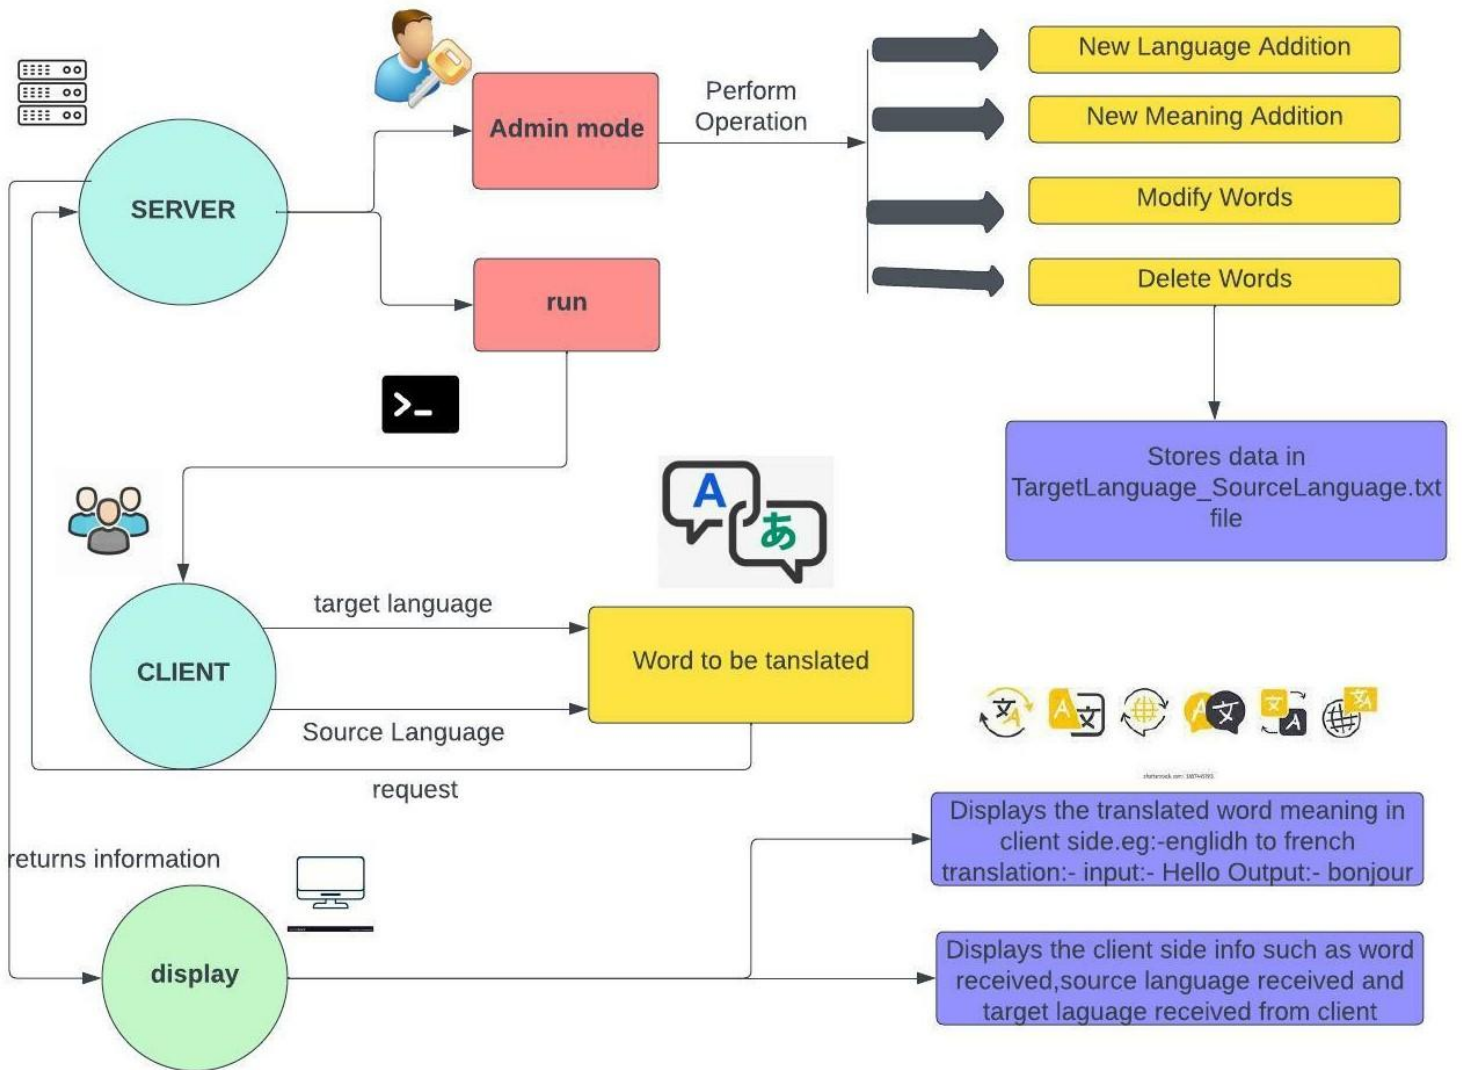 New Language Addition
Perform
Operation
New Meaning Addition
Admin mode
Modify Words
SERVER
Delete Words
run
Stores data in
TargetLanguage_SourceLanguage.txt
file
A
あ
target language
Word to be tanslated
CLIENT
Source Language
request
Displays the translated word meaning in
client side.eg:-englidh to french
translation:- input:- Hello Output:- bonjour
returns information
display
Displays the client side info such as word
received,source language received and
target laguage received from client